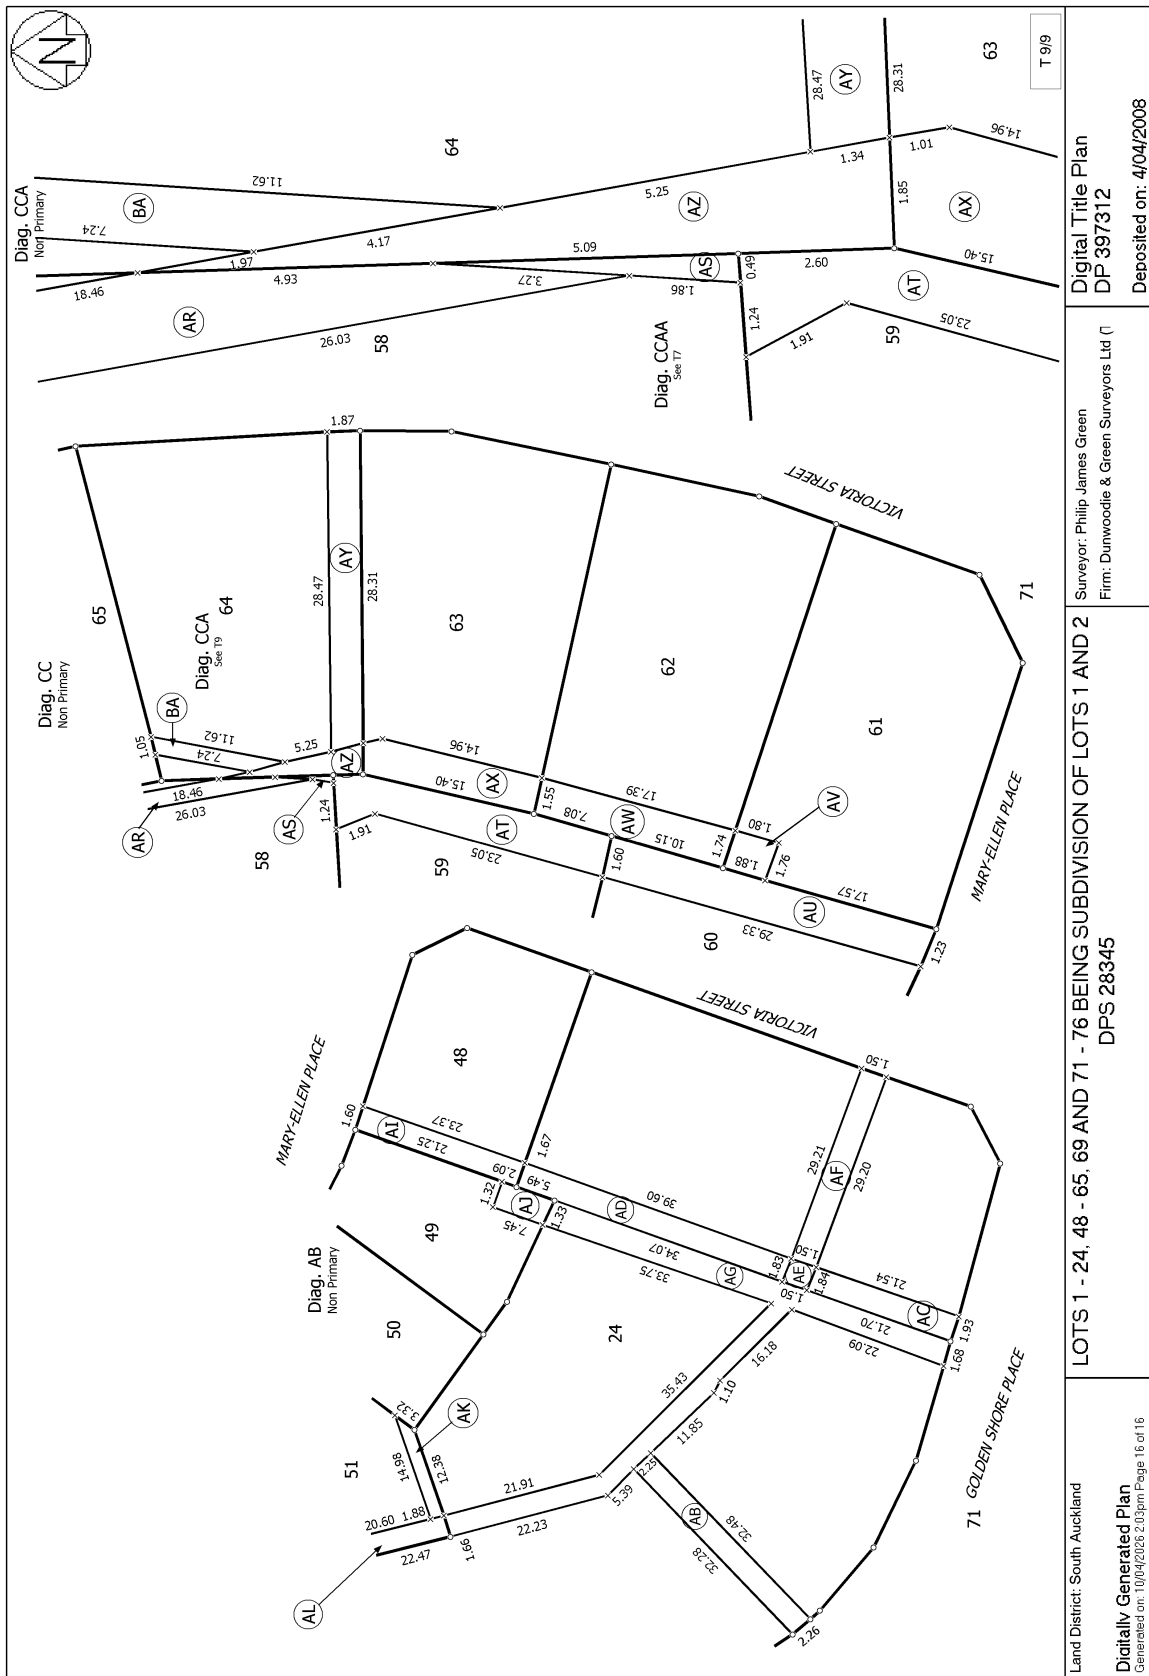 N
T 9/9
Diag. CCA
Non Primary
64
63
58
59
BA
AZ
AY
AX
AR
AS
AT
11.62
7.24
18.46
1.97
4.17
4.93
5.25
5.09
3.27
26.03
1.86
0.49
2.60
1.24
1.91
23.05
15.40
1.85
1.34
1.01
28.47
28.31
14.96
Diag. CCAA
See T7
Diag. CC
Non Primary
65
64
Diag. CCA
See T9
63
62
61
71
58
59
60
BA
AR
AS
AZ
AY
AX
AT
AW
AV
AU
1.87
28.47
28.31
1.05
11.62
7.24
5.25
18.46
26.03
1.24
1.91
14.96
15.40
23.05
1.55
7.08
17.39
10.15
1.60
1.74
1.80
1.88
1.76
17.57
29.33
1.23
VICTORIA STREET
MARY-ELLEN PLACE
Diag. AB
Non Primary
MARY-ELLEN PLACE
VICTORIA STREET
GOLDEN SHORE PLACE
48
49
50
51
24
71
AI
AJ
AD
AG
AF
AE
AC
AK
AL
AB
1.60
23.37
21.25
1.67
2.09
5.49
1.32
7.45
1.33
39.60
34.07
33.75
29.21
29.20
1.50
1.50
1.83
1.84
1.50
21.54
21.70
22.09
1.93
1.68
16.18
1.10
35.43
11.85
2.25
5.39
3.32
14.98
12.38
20.60
1.88
22.47
1.66
21.91
22.23
32.48
32.28
2.26
Land District: South Auckland
Digitally Generated Plan
Generated on: 10/04/2026 2:03pm Page 16 of 16
LOTS 1 - 24, 48 - 65, 69 AND 71 - 76 BEING SUBDIVISION OF LOTS 1 AND 2
DPS 28345
Surveyor: Philip James Green
Firm: Dunwoodie & Green Surveyors Ltd (T
Digital Title Plan
DP 397312
Deposited on: 4/04/2008